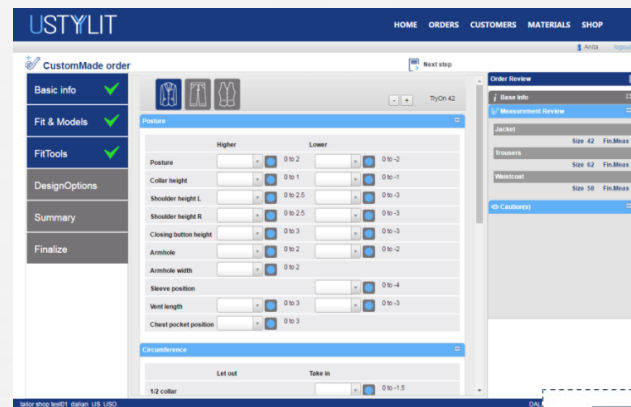 USTYYLIT
HOME ORDERS CUSTOMERS MATERIALS SHOP
Anita logout
CustomMade order
Next step
Basic info
Fit & Models
FitTools
DesignOptions
Summary
Finalize
- + TryOn 42
Posture
Higher Lower
Posture 0 to 2 0 to -2
Collar height 0 to 1 0 to -1
Shoulder height L 0 to 2.5 0 to -3
Shoulder height R 0 to 2.5 0 to -3
Closing button height 0 to 3 0 to -3
Armhole 0 to 2 0 to -2
Armhole width 0 to 2
Sleeve position 0 to -4
Vent length 0 to 3 0 to -3
Chest pocket position 0 to 3
Circumference
Let out Take in
1/2 collar 0 to -1.5
Order Review
Base Info
Measurement Review
Jacket
Size 42 Fin.Meas
Trousers
Size 62 Fin.Meas
Waistcoat
Size 50 Fin.Meas
Caution(s)
tailor shop test01 dalian US USD